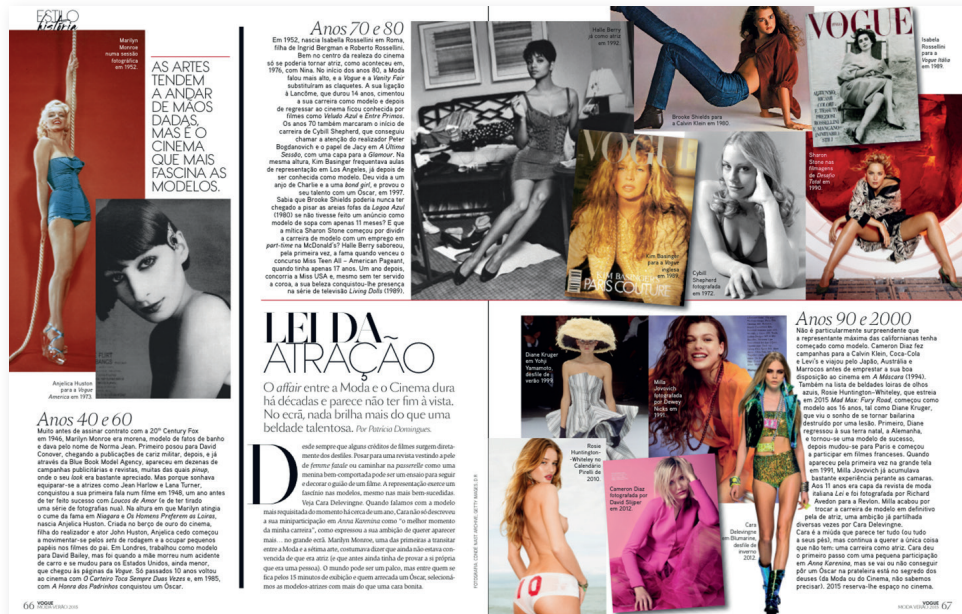 ESTILO
história
Marilyn
Monroe
numa sessão
fotográfica
em 1952.
AS ARTES
TENDEM
A ANDAR
DE MÃOS
DADAS,
MAS É O
CINEMA
QUE MAIS
FASCINA AS
MODELOS.
Anjelica Huston
para a Vogue
America em 1973.
Anos 40 e 60
Muito antes de assinar contrato com a 20th Century Fox
em 1946, Marilyn Monroe era morena, modelo de fatos de banho
e dava pelo nome de Norma Jean. Primeiro posou para David
Conover, chegando a publicações de cariz militar, depois, e já
através da Blue Book Model Agency, apareceu em dezenas de
campanhas publicitárias e revistas, muitas das quais pinup,
onde o seu look era bastante apreciado. Mas porque sonhava
equiparar-se a atrizes como Jean Harlow e Lana Turner,
conquistou a sua primeira fala num filme em 1948, um ano antes
de ter feito sucesso com Loucos de Amor (e de ter tirado
uma série de fotografias nua). Na altura em que Marilyn atingia
o cume da fama em Niagara e Os Homens Preferem as Loiras,
nascia Anjelica Huston. Criada no berço de ouro do cinema,
filha do realizador e ator John Huston, Anjelica cedo começou
a movimentar-se pelos sets de rodagem e a ocupar pequenos
papéis nos filmes do pai. Em Londres, trabalhou como modelo
para David Bailey, mas foi quando a mãe morreu num acidente
de carro e se mudou para os Estados Unidos, ainda menor,
que chegou às páginas da Vogue. Só passados 10 anos voltou
ao cinema com O Carteiro Toca Sempre Duas Vezes e, em 1985,
com A Honra dos Padrinhos conquistou um Óscar.
66 VOGUE
MODA VERÃO 2015
Anos 70 e 80
Em 1952, nascia Isabella Rossellini em Roma,
filha de Ingrid Bergman e Roberto Rossellini.
Bem no centro da realeza do cinema
só se poderia tornar atriz, como aconteceu em,
1976, com Nina. No início dos anos 80, a Moda
falou mais alto, e a Vogue e a Vanity Fair
substituíram as claquetes. A sua ligação
à Lancôme, que durou 14 anos, cimentou
a sua carreira como modelo e depois
de regressar ao cinema ficou conhecida por
filmes como Veludo Azul e Entre Primos.
Os anos 70 também marcaram o início de
carreira de Cybill Shepherd, que conseguiu
chamar a atenção do realizador Peter
Bogdanovich e o papel de Jacy em A Última
Sessão, com uma capa para a Glamour. Na
mesma altura, Kim Basinger frequentava aulas
de representação em Los Angeles, já depois de
ser conhecida como modelo. Deu vida a um
anjo de Charlie e a uma bond girl, e provou o
seu talento com um Óscar, em 1997.
Sabia que Brooke Shields poderia nunca ter
chegado a pisar as areias fofas da Lagoa Azul
(1980) se não tivesse feito um anúncio como
modelo de sopa com apenas 11 meses? E que
a mítica Sharon Stone começou por dividir
a carreira de modelo com um emprego em
part-time na McDonald's? Halle Berry saboreou,
pela primeira vez, a fama quando venceu o
concurso Miss Teen All – American Pageant,
quando tinha apenas 17 anos. Um ano depois,
concorria a Miss USA e, mesmo sem ter servido
a coroa, a sua beleza conquistou-lhe presença
na série de televisão Living Dolls (1989).
LEI DA
ATRAÇÃO
O affair entre a Moda e o Cinema dura
há décadas e parece não ter fim à vista.
No ecrã, nada brilha mais do que uma
beldade talentosa. Por Patrícia Domingues.
Desde sempre que alguns créditos de filmes surgem direta-
mente dos desfiles. Posar para uma revista vestindo a pele
de femme fatale ou caminhar na passerelle como uma
menina bem-comportada pode ser um ensaio para seguir
e decorar o guião de um filme. A representação exerce um
fascínio nas modelos, mesmo nas mais bem-sucedidas.
Veja Cara Delevingne. Quando falamos com a modelo
mais requisitada do momento há cerca de um ano, Cara não só descreveu
a sua miniparticipação em Anna Karenina como “o melhor momento
da minha carreira”, como expressou a sua ambição de querer aparecer
mais… no grande ecrã. Marilyn Monroe, uma das primeiras a transitar
entre a Moda e a sétima arte, costumava dizer que ainda não estava con-
vencida de que era atriz (e que antes ainda tinha de provar a si própria
que era uma pessoa). O mundo pode ser um palco, mas entre quem se
fica pelos 15 minutos de exibição e quem arrecada um Óscar, selecioná-
mos as modelos-atrizes com mais do que uma cara bonita.
Halle Berry
já como atriz
em 1992.
Brooke Shields para
a Calvin Klein em 1980.
VOGUE
Isabella
Rossellini
para a
Vogue Itália
em 1989.
VOGUE
Kim Basinger
para a Vogue
inglesa
em 1988.
KIM BASINGER
PARIS COUTURE
Cybill
Shepherd
fotografada
em 1972.
Sharon
Stone nas
filmagens
de Desafio
Total em
1990.
Diane Kruger
em Yohji
Yamamoto,
desfile de
verão 1999.
Milla
Jovovich
fotografada
por Dewey
Nicks em
1991.
Rosie
Huntington-
-Whiteley no
Calendário
Pirelli de
2010.
10
Cameron Diaz
fotografada por
David Slijper
em 2012.
Cara
Delevingne
em Blumarine,
desfile de
inverno
2012.
Anos 90 e 2000
Não é particularmente surpreendente que
a representante máxima das californianas tenha
começado como modelo. Cameron Diaz fez
campanhas para a Calvin Klein, Coca-Cola
e Levi's e viajou pelo Japão, Austrália e
Marrocos antes de emprestar a sua boa
disposição ao cinema em A Máscara (1994).
Também na lista de beldades loiras de olhos
azuis, Rosie Huntington-Whiteley, que estreia
em 2015 Mad Max: Fury Road, começou como
modelo aos 16 anos, tal como Diane Kruger,
que viu o sonho de se tornar bailarina
destruído por uma lesão. Primeiro, Diane
regressou à sua terra natal, a Alemanha,
e tornou-se uma modelo de sucesso,
depois mudou-se para Paris e começou
a participar em filmes franceses. Quando
apareceu pela primeira vez na grande tela
em 1991, Milla Jovovich já acumulava
bastante experiência perante as camaras.
Aos 11 anos era capa da revista de moda
italiana Lei e foi fotografada por Richard
Avedon para a Revlon. Milla acabou por
trocar a carreira de modelo em definitivo
pela de atriz, uma ambição já partilhada
diversas vezes por Cara Delevingne.
Cara é a miúda que parece ter tudo (ou tudo
a seus pés), mas continua a querer a única coisa
que não tem: uma carreira como atriz. Cara deu
o primeiro passo com uma pequena participação
em Anne Karenina, mas se vai ou não conseguir
pôr um Óscar na prateleira está no segredo dos
deuses (da Moda ou do Cinema, não sabemos
precisar). 2015 reserva-lhe espaço no cinema.
VOGUE 67
MODA VERÃO 2015